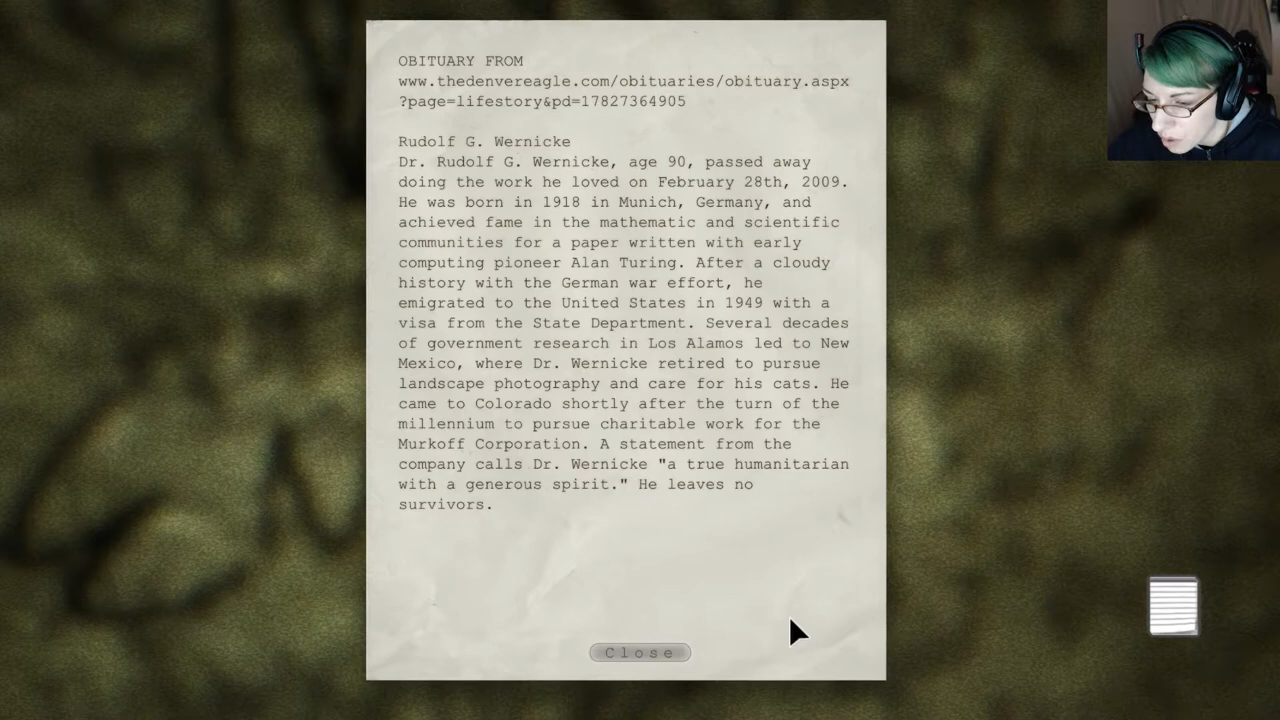 OBITUARY FROM
www.thedenvereagle.com/obituaries/obituary.aspx
?page=lifestory&pd=17827364905
Rudolf G. Wernicke
Dr. Rudolf G. Wernicke, age 90, passed away
doing the work he loved on February 28th, 2009.
He was born in 1918 in Munich, Germany, and
achieved fame in the mathematic and scientific
communities for a paper written with early
computing pioneer Alan Turing. After a cloudy
history with the German war effort, he
emigrated to the United States in 1949 with a
visa from the State Department. Several decades
of government research in Los Alamos led to New
Mexico, where Dr. Wernicke retired to pursue
landscape photography and care for his cats. He
came to Colorado shortly after the turn of the
millennium to pursue charitable work for the
Murkoff Corporation. A statement from the
company calls Dr. Wernicke "a true humanitarian
with a generous spirit." He leaves no
survivors.
Close